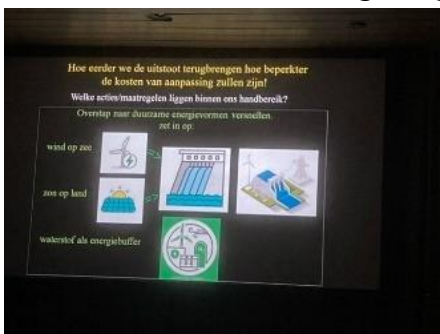 Hoe eerder we de uitstoot terugbrengen hoe beperkter
de kosten van aanpassing zullen zijn!
Welke acties/maatregelen liggen binnen ons handbereik?
Overstap naar duurzame energievormen versnellen.
zet in op:
wind op zee
zon op land
waterstof als energiebuffer